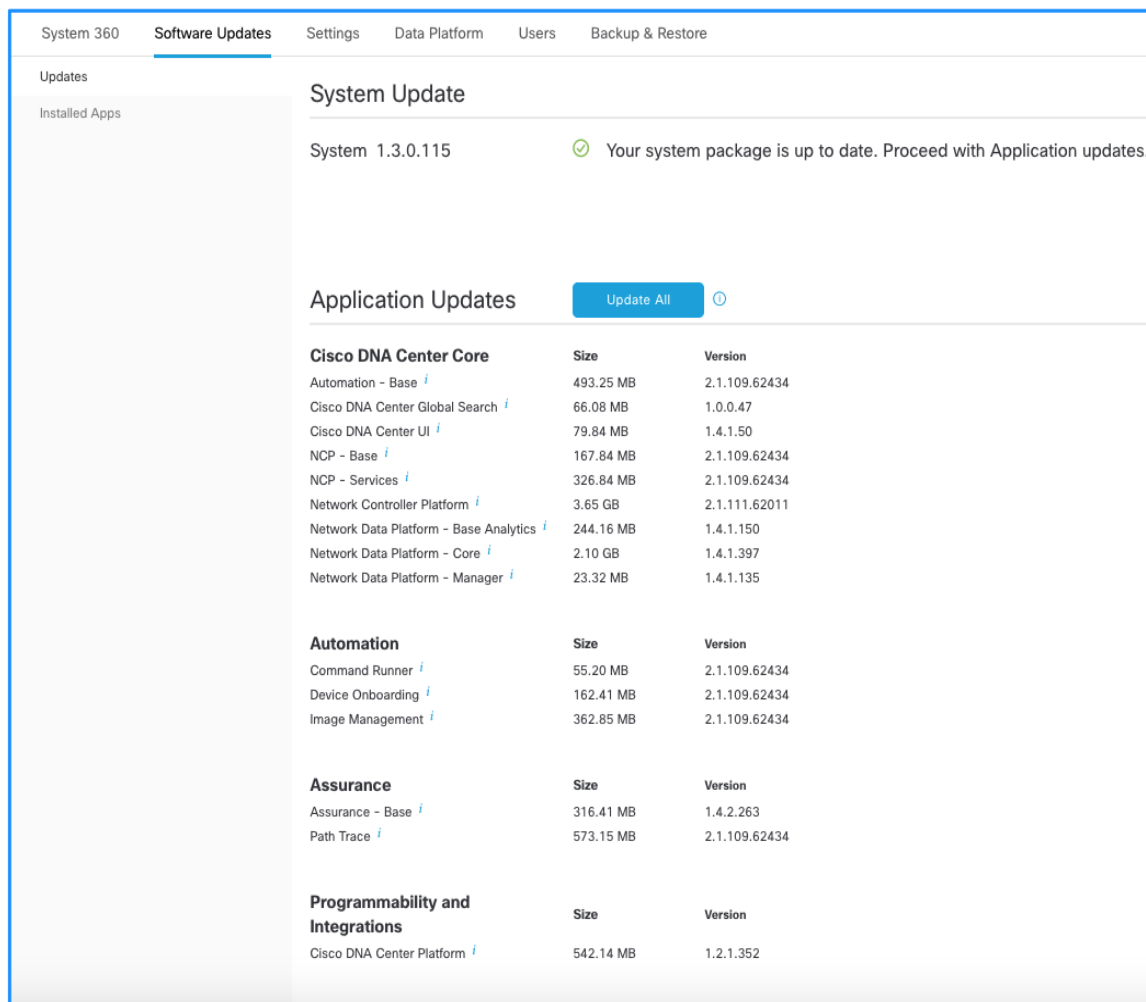 System 360 Software Updates Settings Data Platform Users Backup & Restore
Updates
Installed Apps
System Update
System 1.3.0.115 Your system package is up to date. Proceed with Application updates.
Application Updates Update All
Cisco DNA Center Core Size Version
Automation - Base i 493.25 MB 2.1.109.62434
Cisco DNA Center Global Search i 66.08 MB 1.0.0.47
Cisco DNA Center UI i 79.84 MB 1.4.1.50
NCP - Base i 167.84 MB 2.1.109.62434
NCP - Services i 326.84 MB 2.1.109.62434
Network Controller Platform i 3.65 GB 2.1.111.62011
Network Data Platform - Base Analytics i 244.16 MB 1.4.1.150
Network Data Platform - Core i 2.10 GB 1.4.1.397
Network Data Platform - Manager i 23.32 MB 1.4.1.135
Automation Size Version
Command Runner i 55.20 MB 2.1.109.62434
Device Onboarding i 162.41 MB 2.1.109.62434
Image Management i 362.85 MB 2.1.109.62434
Assurance Size Version
Assurance - Base i 316.41 MB 1.4.2.263
Path Trace i 573.15 MB 2.1.109.62434
Programmability and
Integrations Size Version
Cisco DNA Center Platform i 542.14 MB 1.2.1.352